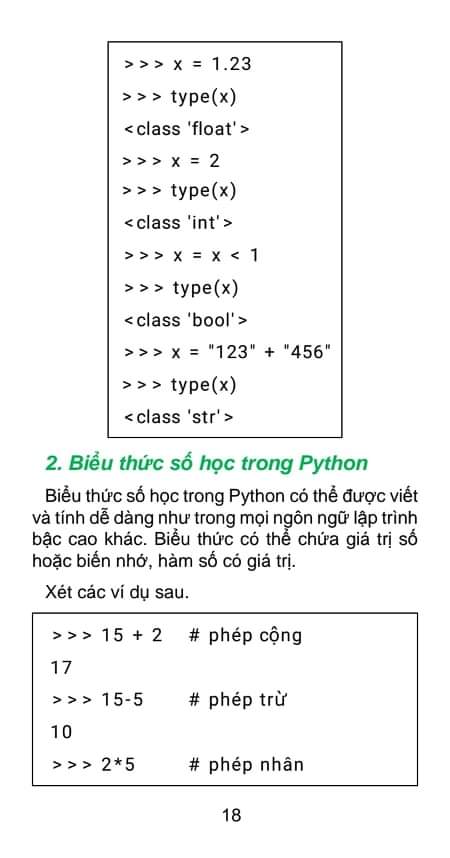 >>> x = 1.23
>>> type(x)
<class 'float'>
>>> x = 2
>>> type(x)
<class 'int'>
>>> x = x < 1
>>> type(x)
<class 'bool'>
>>> x = "123" + "456"
>>> type(x)
<class 'str'>
2. Biểu thức số học trong Python
Biểu thức số học trong Python có thể được viết
và tính dễ dàng như trong mọi ngôn ngữ lập trình
bậc cao khác. Biểu thức có thể chứa giá trị số
hoặc biến nhớ, hàm số có giá trị.
Xét các ví dụ sau.
>>> 15 + 2 # phép cộng
17
>>> 15-5 # phép trừ
10
>>> 2*5 # phép nhân
18